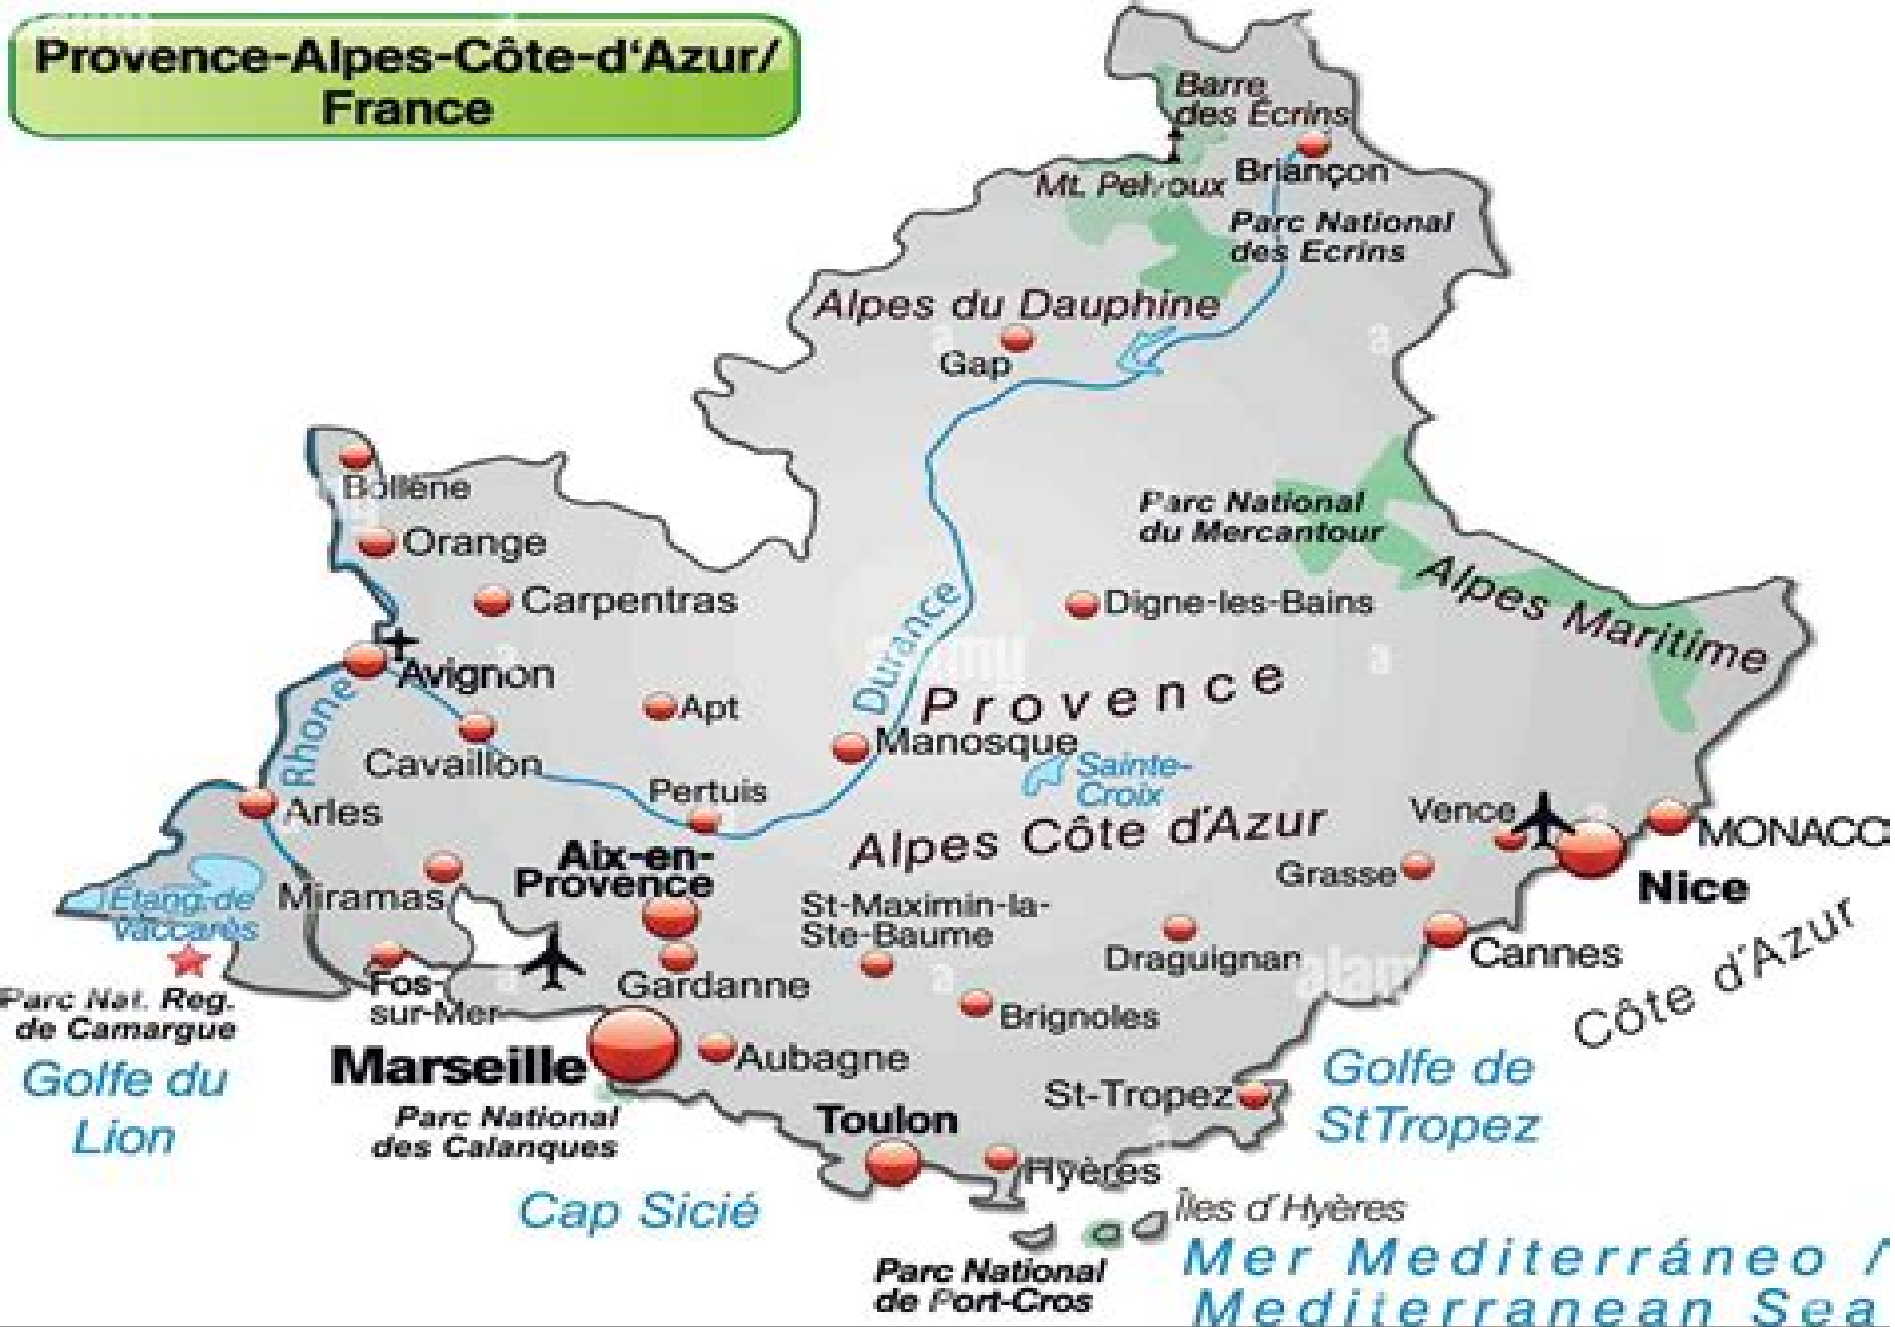 Provence-Alpes-Côte-d'Azur/
France
Barre
des Écrins
Briançon
Mt. Pelvoux
Parc National
des Ecrins
Alpes du Dauphine
Gap
Bollène
Orange
Parc National
du Mercantour
Carpentras
Durance
Digne-les-Bains
Alpes Maritime
Avignon
Rhone
Apt
Provence
Cavaillon
Manosque
Sainte-
Croix
Pertuis
Arles
Alpes Côte d'Azur
Vence
MONACO
Aix-en-
Provence
Grasse
Nice
Etang de
Vaccarès
Miramas
St-Maximin-la-
Ste-Baume
Draguignan
Cannes
Côte d'Azur
Parc Nat. Reg.
de Camargue
Fos-
sur-Mer
Gardanne
Brignoles
Marseille
Aubagne
Golfe du
Lion
St-Tropez
Golfe de
StTropez
Parc National
des Calanques
Toulon
Hyères
Cap Sicié
Îles d'Hyères
Parc National
de Port-Cros
Mer Mediterráneo /
Mediterranean Sea
alamy
alamy
a
a
a
a
a
a